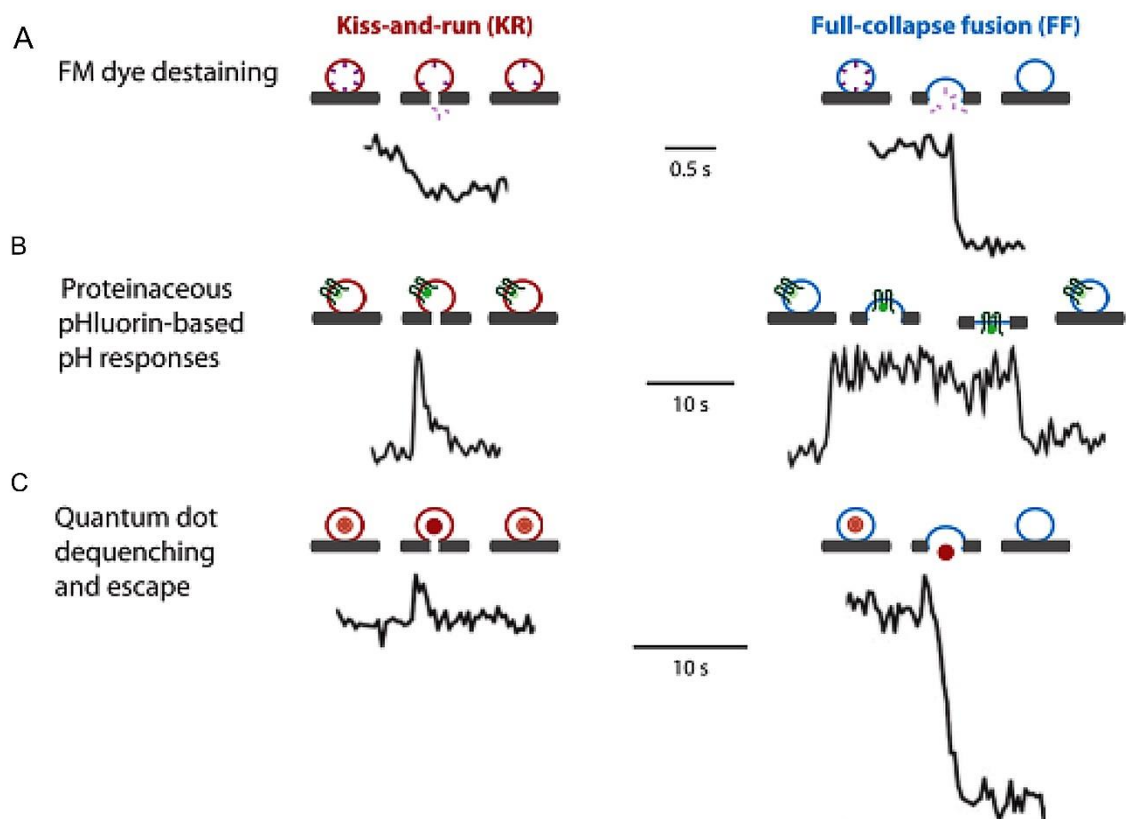 A
Kiss-and-run (KR)
Full-collapse fusion (FF)
FM dye destaining
0.5 s
B
Proteinaceous
pHluorin-based
pH responses
10 s
C
Quantum dot
dequenching
and escape
10 s